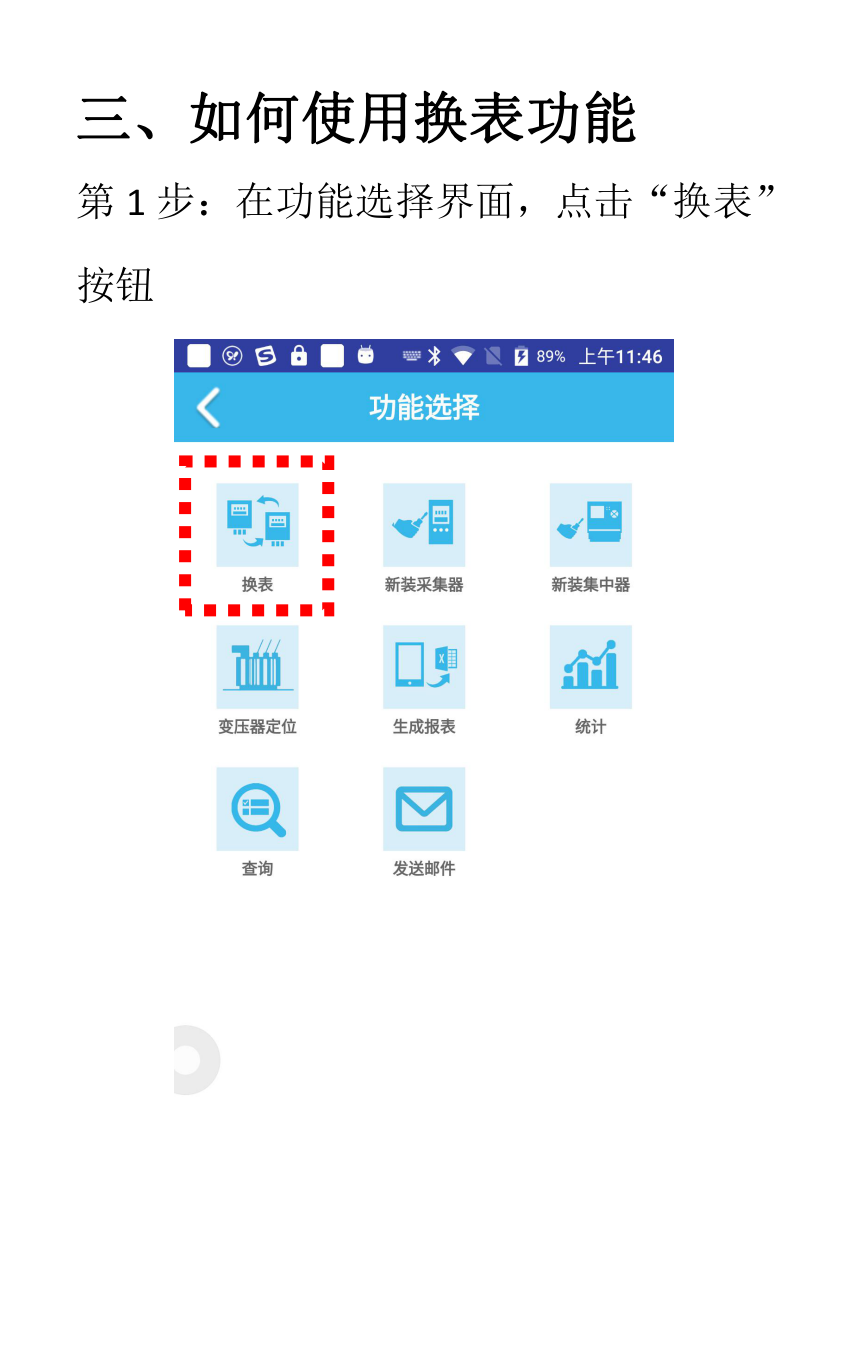 三、如何使用换表功能
第 1 步：在功能选择界面，点击“换表”
按钮
89% 上午11:46
功能选择
换表 新装采集器 新装集中器
变压器定位 生成报表 统计
查询 发送邮件